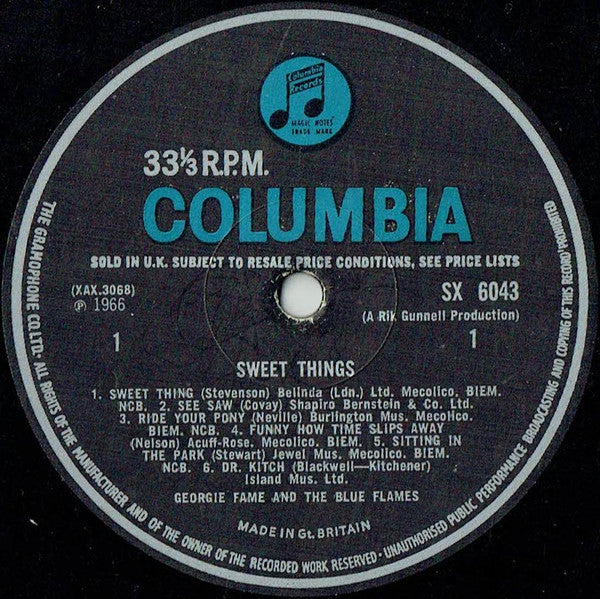 Columbia
Records
MAGIC NOTES
TRADE MARK
33⅓ R.P.M.
COLUMBIA
SOLD IN U.K. SUBJECT TO RESALE PRICE CONDITIONS, SEE PRICE LISTS
(XAX.3068)
Ⓟ 1966
SX 6043
(A Rik Gunnell Production)
1
1
SWEET THINGS
1. SWEET THING (Stevenson) Belinda (Ldn.) Ltd. Mecolico, BIEM.
NCB. 2. SEE SAW (Covay) Shapiro Bernstein & Co. Ltd.
3. RIDE YOUR PONY (Neville) Burlington Mus. Mecolico.
BIEM. NCB. 4. FUNNY HOW TIME SLIPS AWAY
(Nelson) Acuff-Rose. Mecolico. BIEM. 5. SITTING IN
THE PARK (Stewart) Jewel Mus. Mecolico. BIEM.
NCB. 6. DR. KITCH (Blackwell—Kitchener)
Island Mus. Ltd.
GEORGIE FAME AND THE BLUE FLAMES
MADE IN Gt. BRITAIN
THE GRAMOPHONE CO. LTD. ALL RIGHTS OF THE MANUFACTURER AND OF THE OWNER OF THE RECORDED WORK RESERVED · UNAUTHORISED PUBLIC PERFORMANCE BROADCASTING AND COPYING OF THIS RECORD PROHIBITED